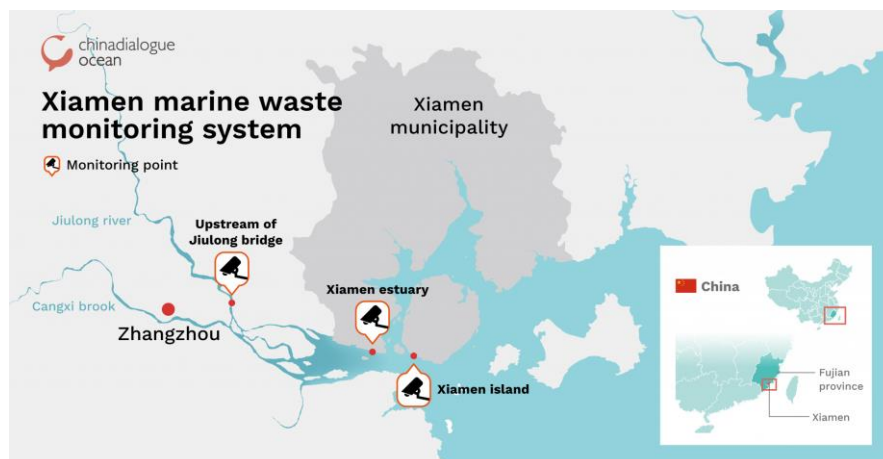 chinadialogue
ocean
Xiamen marine waste
monitoring system
Monitoring point
Xiamen
municipality
Jiulong river
Upstream of
Jiulong bridge
Xiamen estuary
Cangxi brook
Zhangzhou
Xiamen island
China
Fujian
province
Xiamen